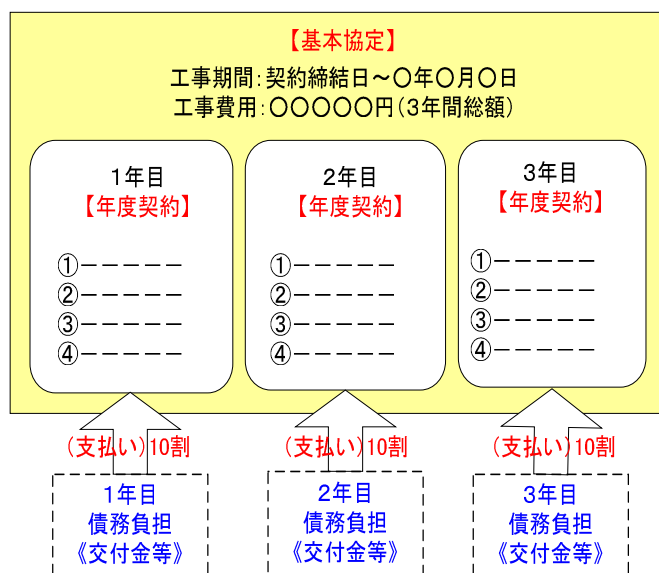 【基本協定】
工事期間：契約締結日～〇年〇月〇日
工事費用：〇〇〇〇〇円（3年間総額）
1年目
【年度契約】
①－－－－－
②－－－－－
③－－－－－
④－－－－－
2年目
【年度契約】
①－－－－－
②－－－－－
③－－－－－
④－－－－－
3年目
【年度契約】
①－－－－－
②－－－－－
③－－－－－
④－－－－－
（支払い）10割
（支払い）10割
（支払い）10割
1年目
債務負担
《交付金等》
2年目
債務負担
《交付金等》
3年目
債務負担
《交付金等》